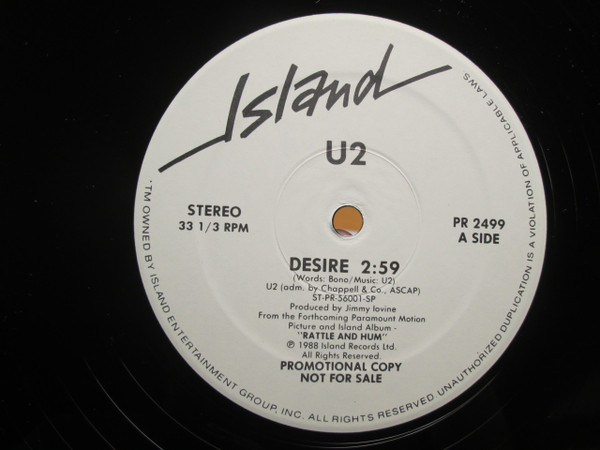 Island
U2
STEREO
33 1/3 RPM
PR 2499
A SIDE
DESIRE 2:59
(Words: Bono/Music: U2)
U2 (adm. by Chappell & Co., ASCAP)
ST-PR-56001-SP
Produced by Jimmy Iovine
From the Forthcoming Paramount Motion
Picture and Island Album -
"RATTLE AND HUM"
℗ 1988 Island Records Ltd.
All Rights Reserved.
PROMOTIONAL COPY
NOT FOR SALE
'TM OWNED BY ISLAND ENTERTAINMENT GROUP, INC. ALL RIGHTS RESERVED. UNAUTHORIZED DUPLICATION IS A VIOLATION OF APPLICABLE LAWS